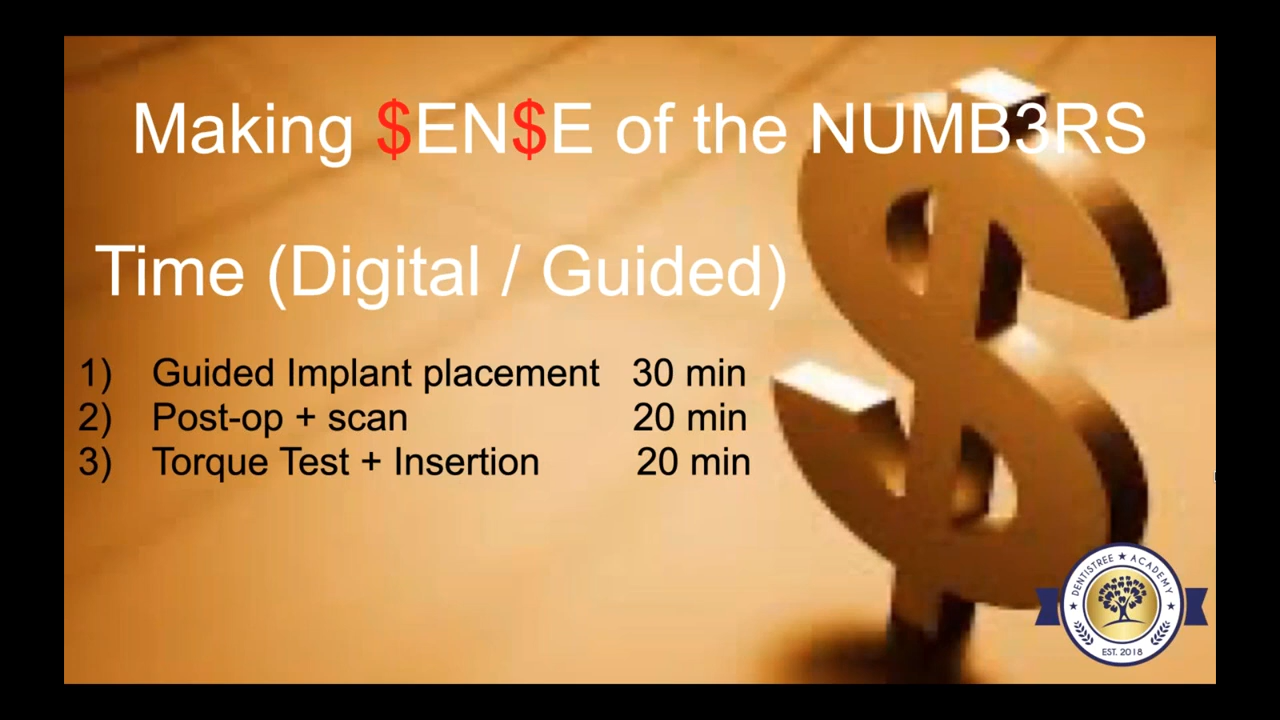 Making $EN$E of the NUMB3RS
Time (Digital / Guided)
1) Guided Implant placement 30 min
2) Post-op + scan 20 min
3) Torque Test + Insertion 20 min
DENTISTREE ★ ACADEMY
EST. 2018